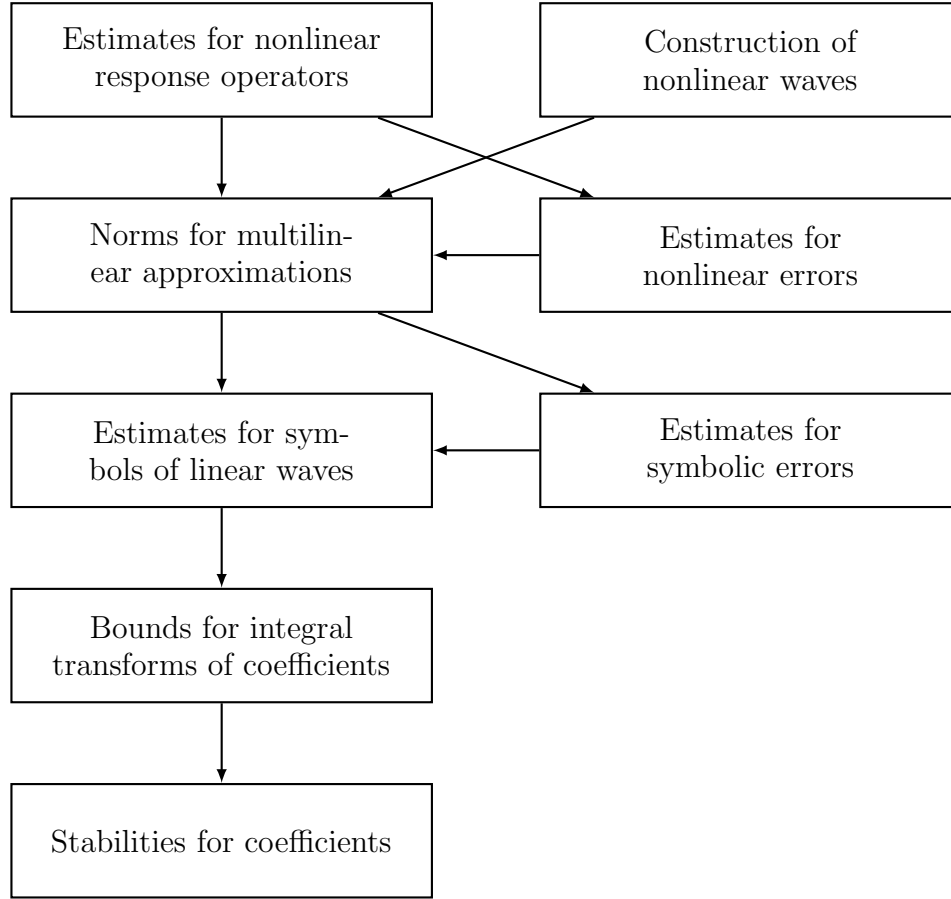 Estimates for nonlinear
response operators
Construction of
nonlinear waves
Norms for multilin-
ear approximations
Estimates for
nonlinear errors
Estimates for sym-
bols of linear waves
Estimates for
symbolic errors
Bounds for integral
transforms of coefficients
Stabilities for coefficients